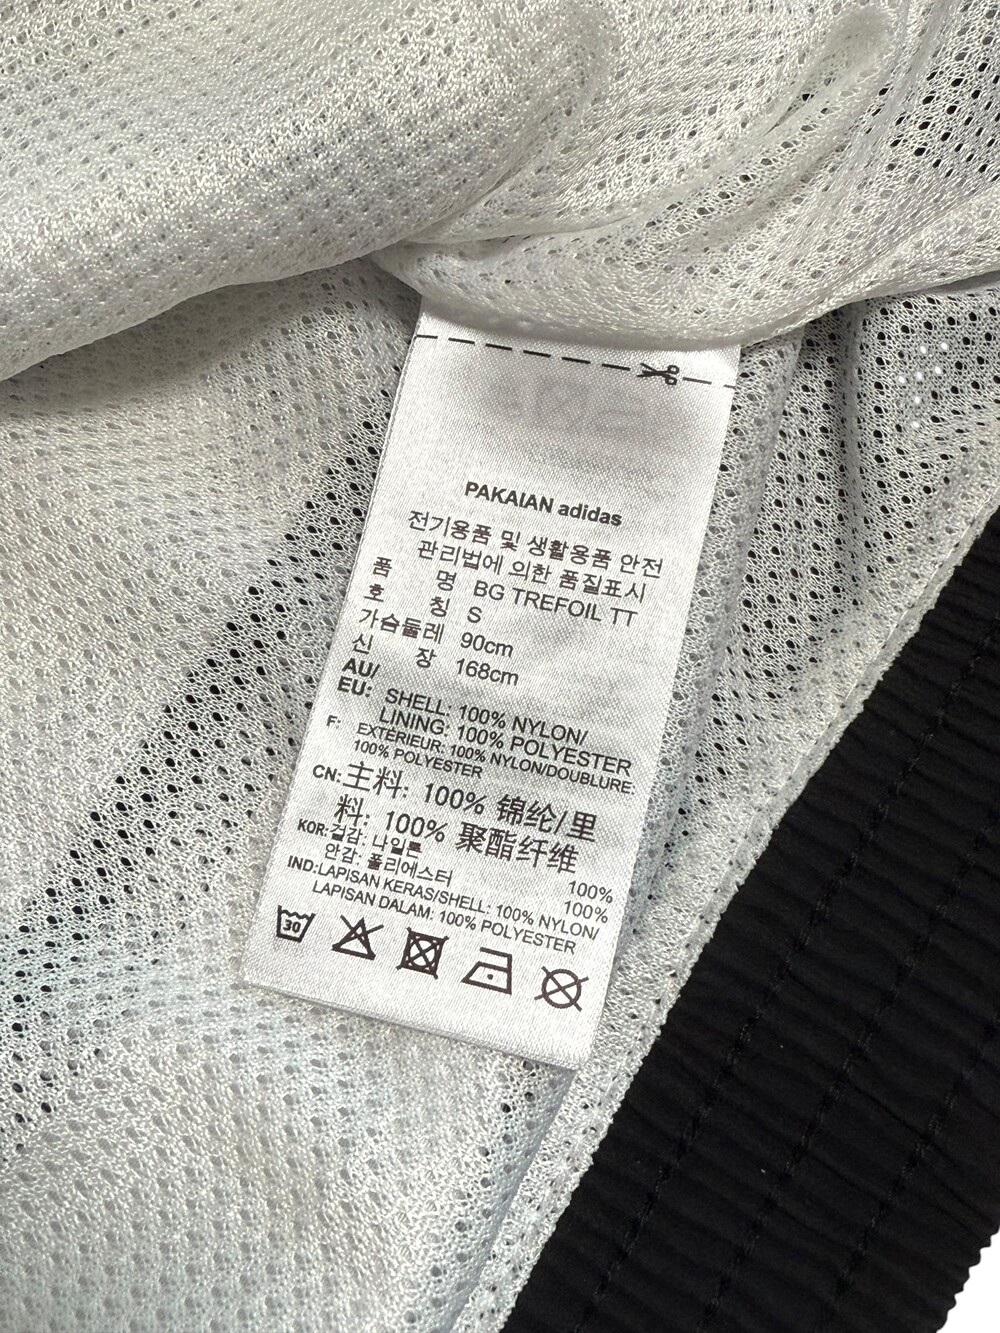 PAKAIAN adidas
전기용품 및 생활용품 안전
관리법에 의한 품질표시
품 명 BG TREFOIL TT
호 칭 S
가슴둘레 90cm
신 장 168cm
AU/
EU: SHELL: 100% NYLON/
LINING: 100% POLYESTER
F: EXTÉRIEUR: 100% NYLON/DOUBLURE:
100% POLYESTER
CN: 主料: 100% 锦纶/里
料: 100% 聚酯纤维
KOR: 겉감: 나일론 100%
안감: 폴리에스터 100%
IND: LAPISAN KERAS/SHELL: 100% NYLON/
LAPISAN DALAM: 100% POLYESTER
30